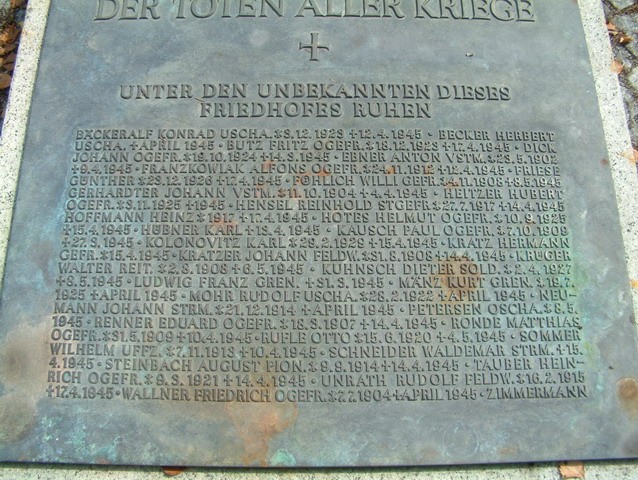 DER TOTEN ALLER KRIEGE
UNTER DEN UNBEKANNTEN DIESES
FRIEDHOFES RUHEN
BÄCKERALF KONRAD USCHA. ✲3.12.1923 +12.4.1945 · BECKER HERBERT
USCHA. +APRIL 1945 · BUTZ FRITZ OGEFR. ✲18.12.1923 +17.4.1945 · DICK
JOHANN OGEFR. ✲19.10.1924 +4.3.1945 · EBNER ANTON VSTM. ✲23.5.1902
+9.4.1945 · FRANZKOWIAK ALFONS OGEFR. ✲24.11.1912 +12.4.1945 · FRIESE
GÜNTHER ✲23.12.1928 +17.4.1945 · FÖHLICH WILLI GEFR. ✲4.11.1908 +8.5.1945
GERHARDTER JOHANN VSTM. ✲11.10.1904 +4.4.1945 · HEITZER HUBERT
OGEFR. ✲3.11.1925 +1945 · HENSEL REINHOLD STGEFR. ✲27.7.1917 +14.4.1945
HOFFMANN HEINZ ✲1917 +17.4.1945 · HOTES HELMUT OGEFR. ✲10.9.1925
+15.4.1945 · HÜBNER KARL +13.4.1945 · KAUSCH PAUL OGEFR. ✲7.10.1908
+27.3.1945 · KOLONOVITZ KARL ✲29.2.1929 +15.4.1945 · KRATZ HERMANN
GEFR. ✲15.4.1945 · KRATZER JOHANN FELDW. ✲31.8.1908 +14.4.1945 · KRÜGER
WALTER REIT. ✲2.8.1908 +6.5.1945 · KUHNSCH DIETER SOLD. ✲2.4.1927
+8.5.1945 · LUDWIG FRANZ GREN. +31.3.1945 · MANZ KURT GREN. ✲19.7.
1925 +APRIL 1945 · MOHR RUDOLF USCHA. ✲28.2.1922 +APRIL 1945 · NEU-
MANN JOHANN STRM. ✲21.12.1914 +APRIL 1945 · PETERSEN OSCHA. ✲8.5.
1945 · RENNER EDUARD OGEFR. ✲18.3.1907 +14.4.1945 · RONDE MATTHIAS
OGEFR. ✲31.5.1909 +10.4.1945 · RUFLE OTTO ✲15.6.1920 +4.5.1945 · SOMMER
WILHELM UFFZ. ✲7.11.1913 +10.4.1945 · SCHNEIDER WALDEMAR STRM. +15.
4.1945 · STEINBACH AUGUST PION. ✲9.9.1914 +14.4.1945 · TAUBER HEIN-
RICH OGEFR. ✲9.3.1921 +14.4.1945 · UNRATH RUDOLF FELDW. ✲16.2.1915
+17.4.1945 · WALLNER FRIEDRICH OGEFR. ✲7.7.1904 +APRIL 1945 · ZIMMERMANN